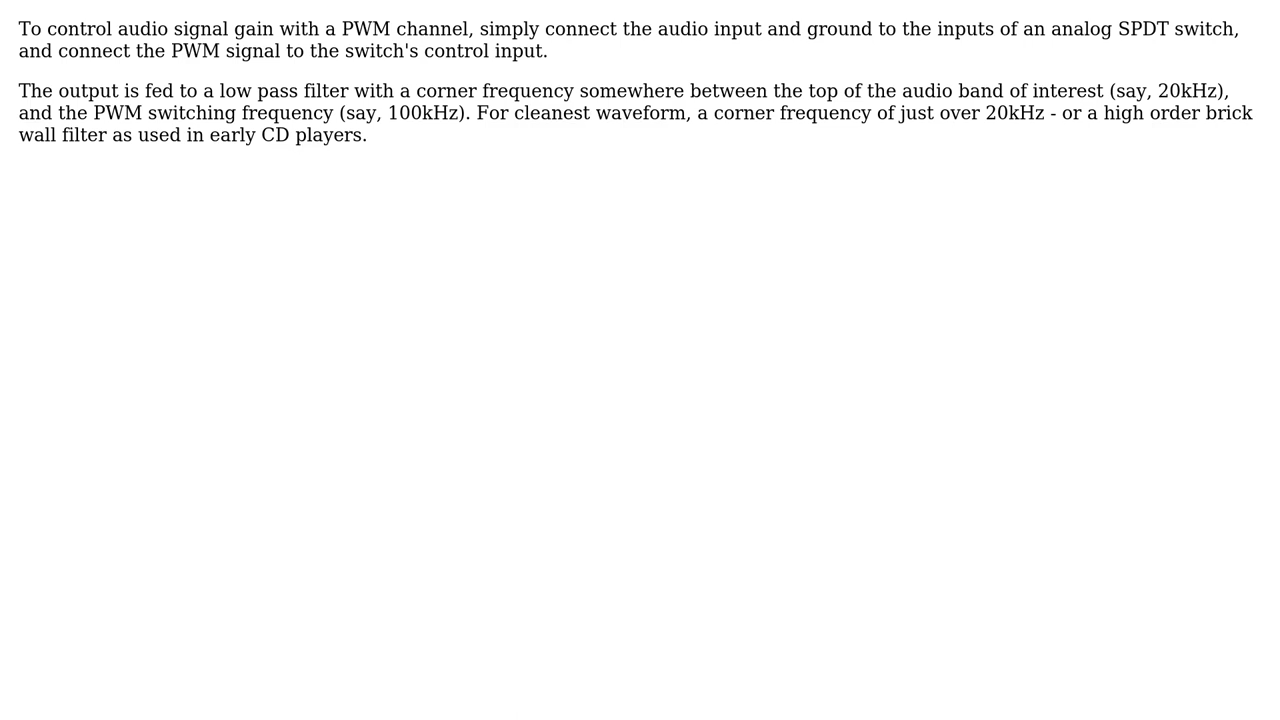 To control audio signal gain with a PWM channel, simply connect the audio input and ground to the inputs of an analog SPDT switch,
and connect the PWM signal to the switch's control input.
The output is fed to a low pass filter with a corner frequency somewhere between the top of the audio band of interest (say, 20kHz),
and the PWM switching frequency (say, 100kHz). For cleanest waveform, a corner frequency of just over 20kHz - or a high order brick
wall filter as used in early CD players.